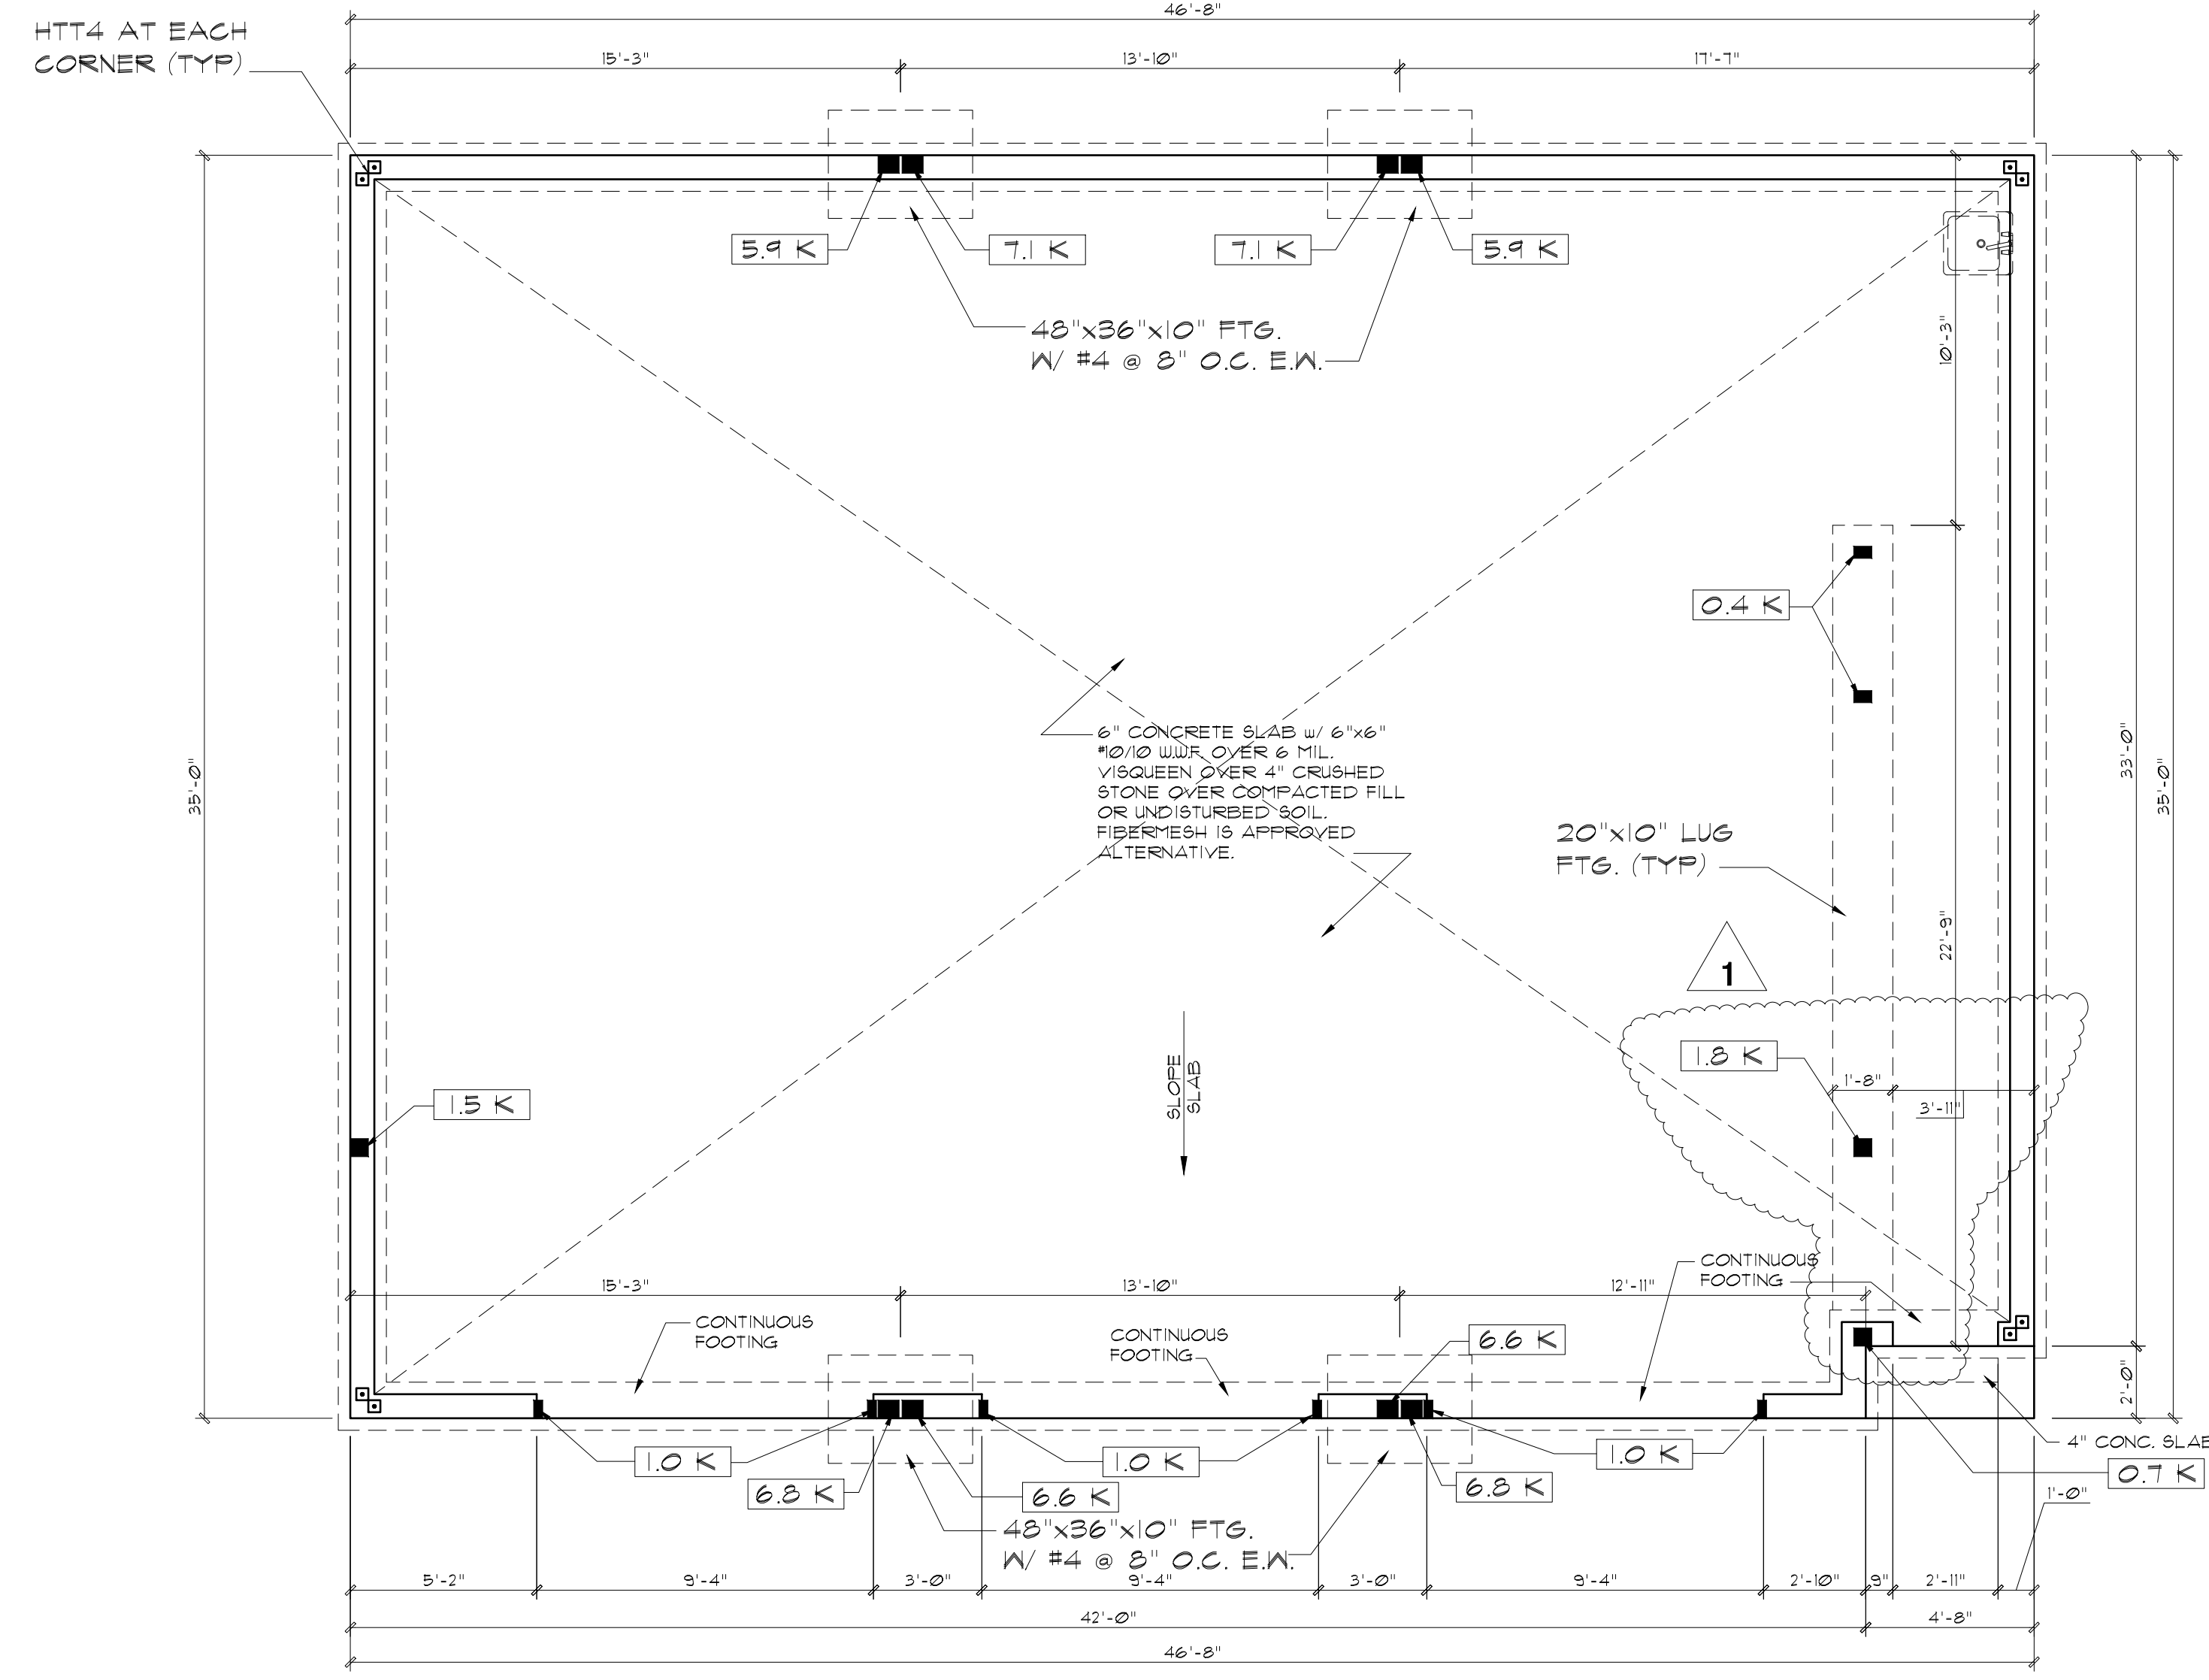 46'-8"
HTT4 AT EACH
CORNER (TYP)
15'-3"
13'-10"
17'-7"
5.9 K
7.1 K
7.1 K
5.9 K
48"x36"x10" FTG.
W/ #4 @ 8" O.C. E.W.
10'-3"
0.4 K
6" CONCRETE SLAB w/ 6"x6"
#10/10 W.W.F. OVER 6 MIL.
VISQUEEN OVER 4" CRUSHED
STONE OVER COMPACTED FILL
OR UNDISTURBED SOIL.
FIBERMESH IS APPROVED
ALTERNATIVE.
35'-0"
33'-0"
35'-0"
20"x10" LUG
FTG. (TYP)
22'-9"
1
1.8 K
1'-8"
3'-11"
1.5 K
SLOPE
SLAB
15'-3"
13'-10"
12'-11"
CONTINUOUS
FOOTING
CONTINUOUS
FOOTING
CONTINUOUS
FOOTING
6.6 K
2'-0"
1.0 K
1.0 K
1.0 K
4" CONC. SLAB
0.7 K
6.8 K
6.6 K
6.8 K
1'-0"
48"x36"x10" FTG.
W/ #4 @ 8" O.C. E.W.
5'-2"
9'-4"
3'-0"
9'-4"
3'-0"
9'-4"
2'-10"
9"
2'-11"
42'-0"
4'-8"
46'-8"